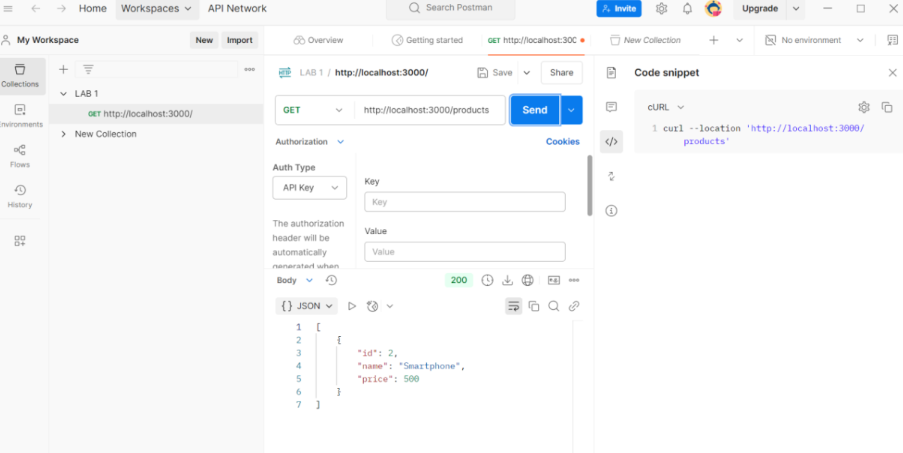 Home Workspaces API Network Search Postman Invite Upgrade
My Workspace New Import Overview Getting started GET http://localhost:300 New Collection No environment
Collections
Environments
Flows
History
LAB 1
GET http://localhost:3000/
New Collection
HTTP LAB 1 / http://localhost:3000/ Save Share
GET http://localhost:3000/products Send
Authorization Cookies
Auth Type
API Key
The authorization
header will be
automatically
generated when
Key
Key
Value
Value
Body 200
{} JSON
1 [
2 {
3 "id": 2,
4 "name": "Smartphone",
5 "price": 500
6 }
7 ]
Code snippet
cURL
1 curl --location 'http://localhost:3000/
products'